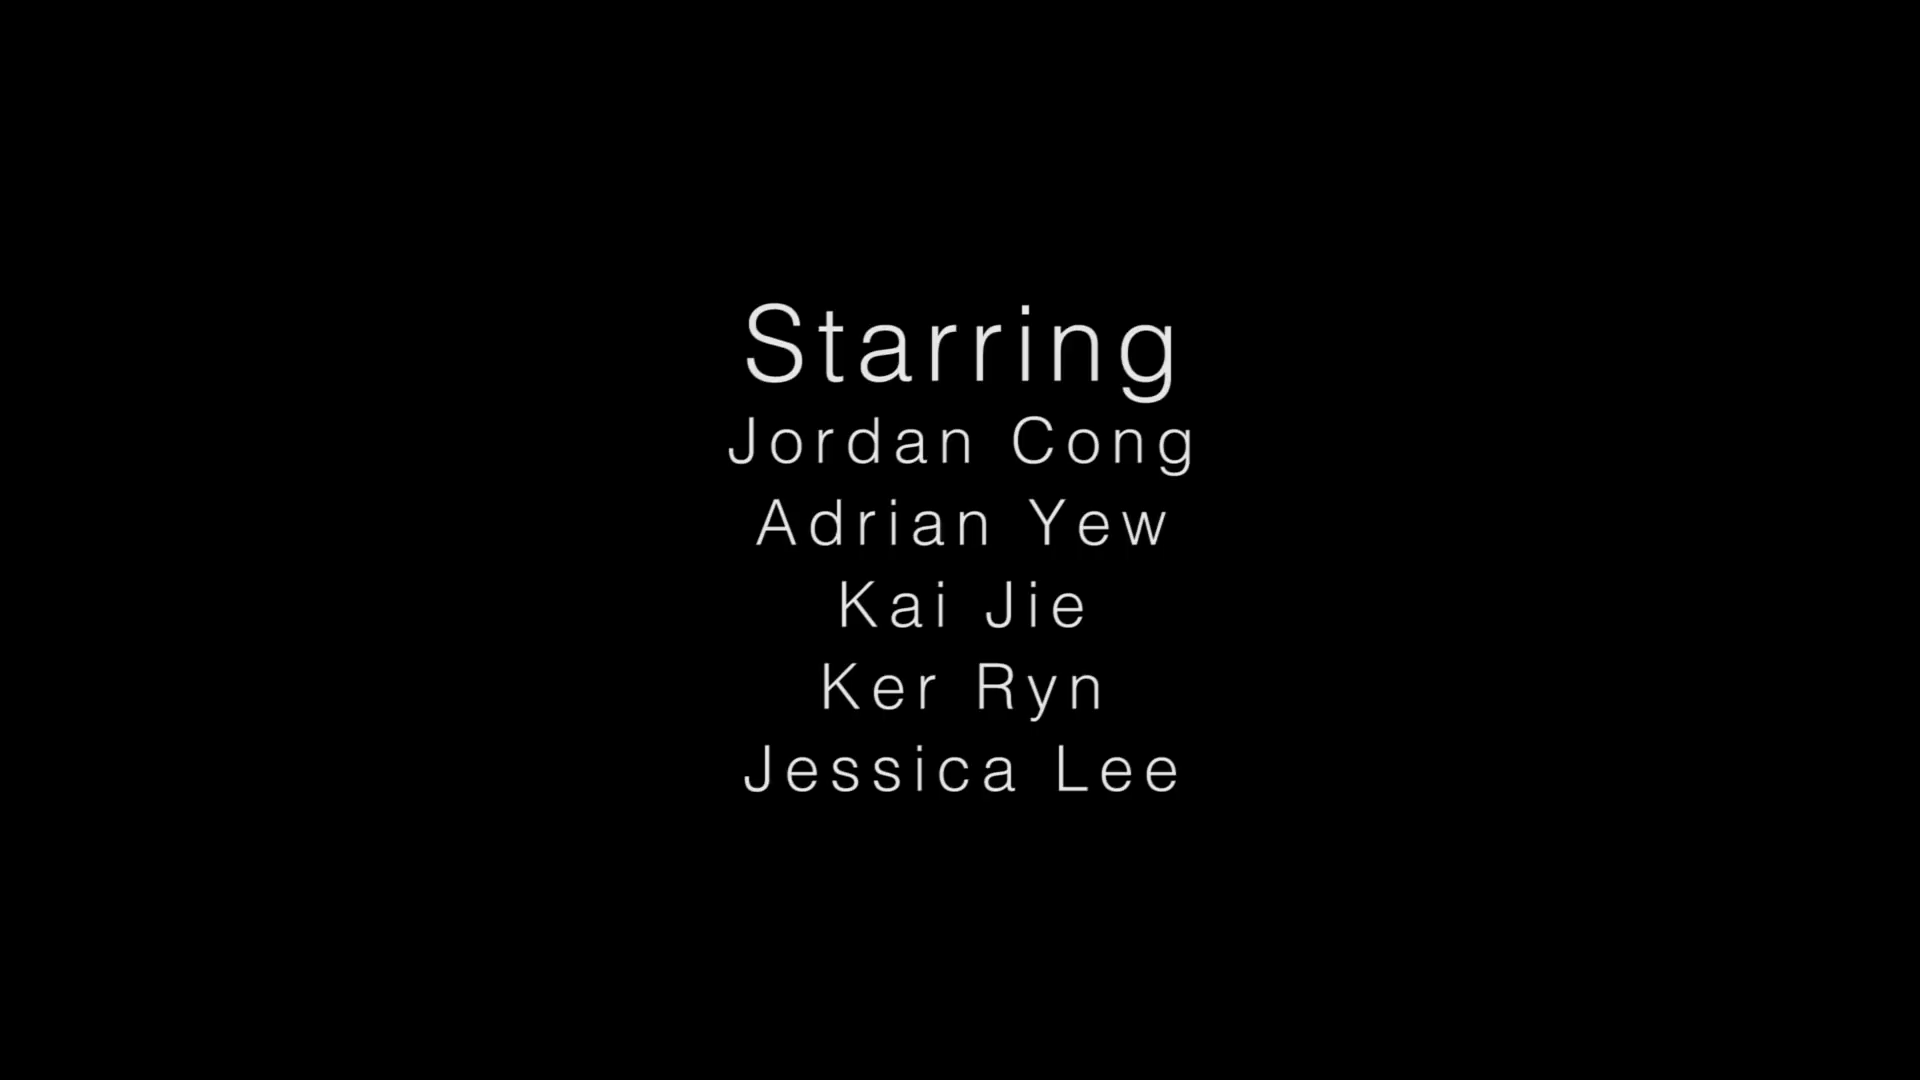 Starring
Jordan Cong
Adrian Yew
Kai Jie
Ker Ryn
Jessica Lee